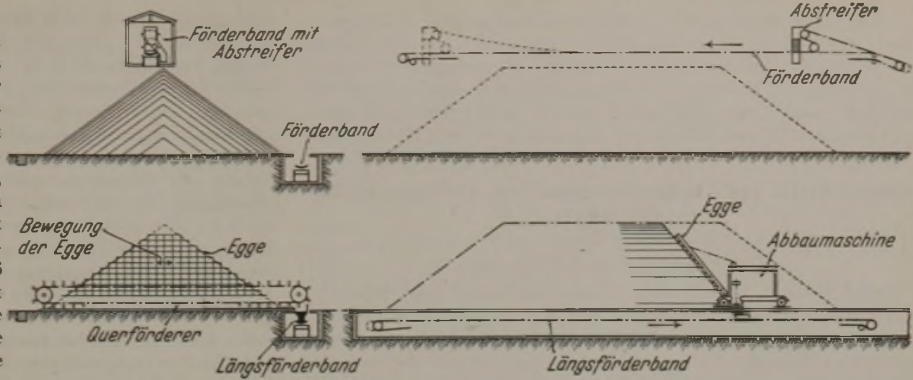 Förderband mit
Abstreifer
Förderband
Abstreifer
Förderband
Bewegung
der Egge
Egge
Querförderer
Längsförderband
Egge
Abbaumaschine
Längsförderband